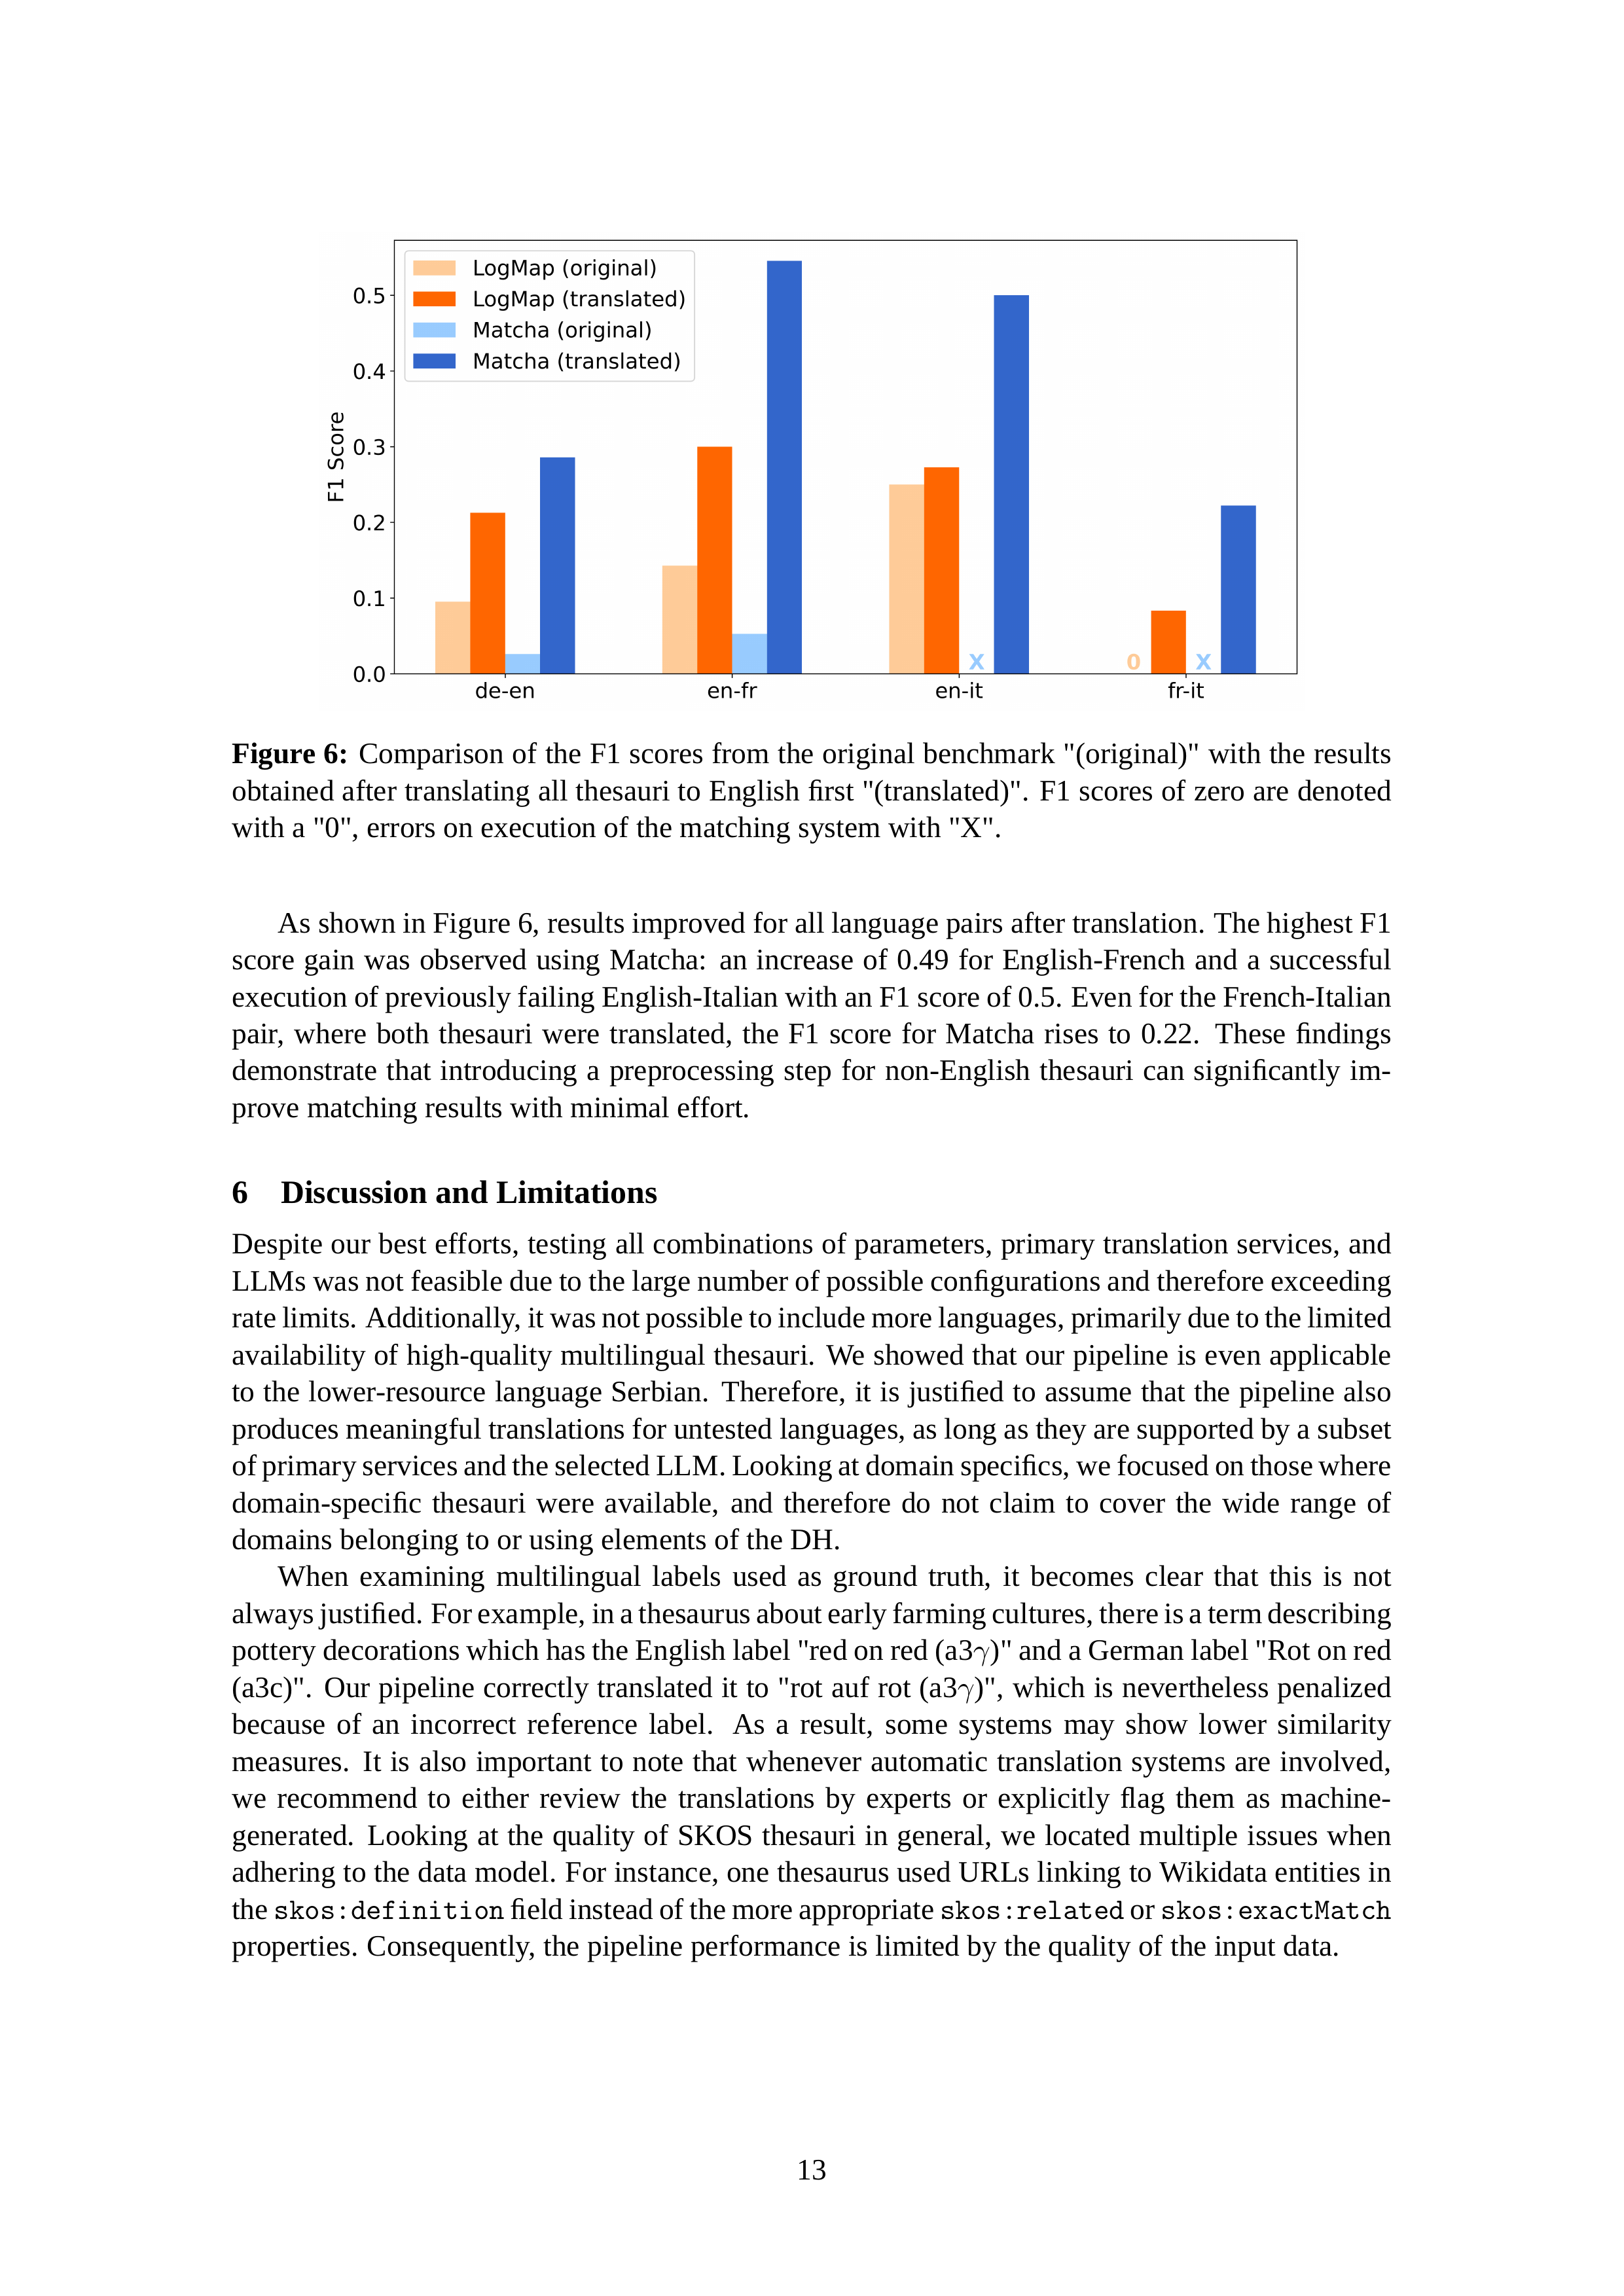 LogMap (original)
LogMap (translated)
Matcha (original)
Matcha (translated)
F1 Score
0.5
0.4
0.3
0.2
0.1
0.0
X
0
X
de-en
en-fr
en-it
fr-it
Figure 6: Comparison of the F1 scores from the original benchmark "(original)" with the results
obtained after translating all thesauri to English first "(translated)". F1 scores of zero are denoted
with a "0", errors on execution of the matching system with "X".
As shown in Figure 6, results improved for all language pairs after translation. The highest F1
score gain was observed using Matcha: an increase of 0.49 for English-French and a successful
execution of previously failing English-Italian with an F1 score of 0.5. Even for the French-Italian
pair, where both thesauri were translated, the F1 score for Matcha rises to 0.22. These findings
demonstrate that introducing a preprocessing step for non-English thesauri can significantly im-
prove matching results with minimal effort.
6 Discussion and Limitations
Despite our best efforts, testing all combinations of parameters, primary translation services, and
LLMs was not feasible due to the large number of possible configurations and therefore exceeding
rate limits. Additionally, it was not possible to include more languages, primarily due to the limited
availability of high-quality multilingual thesauri. We showed that our pipeline is even applicable
to the lower-resource language Serbian. Therefore, it is justified to assume that the pipeline also
produces meaningful translations for untested languages, as long as they are supported by a subset
of primary services and the selected LLM. Looking at domain specifics, we focused on those where
domain-specific thesauri were available, and therefore do not claim to cover the wide range of
domains belonging to or using elements of the DH.
When examining multilingual labels used as ground truth, it becomes clear that this is not
always justified. For example, in a thesaurus about early farming cultures, there is a term describing
pottery decorations which has the English label "red on red (a3γ)" and a German label "Rot on red
(a3c)". Our pipeline correctly translated it to "rot auf rot (a3γ)", which is nevertheless penalized
because of an incorrect reference label. As a result, some systems may show lower similarity
measures. It is also important to note that whenever automatic translation systems are involved,
we recommend to either review the translations by experts or explicitly flag them as machine-
generated. Looking at the quality of SKOS thesauri in general, we located multiple issues when
adhering to the data model. For instance, one thesaurus used URLs linking to Wikidata entities in
the skos:definition field instead of the more appropriate skos:related or skos:exactMatch
properties. Consequently, the pipeline performance is limited by the quality of the input data.
13